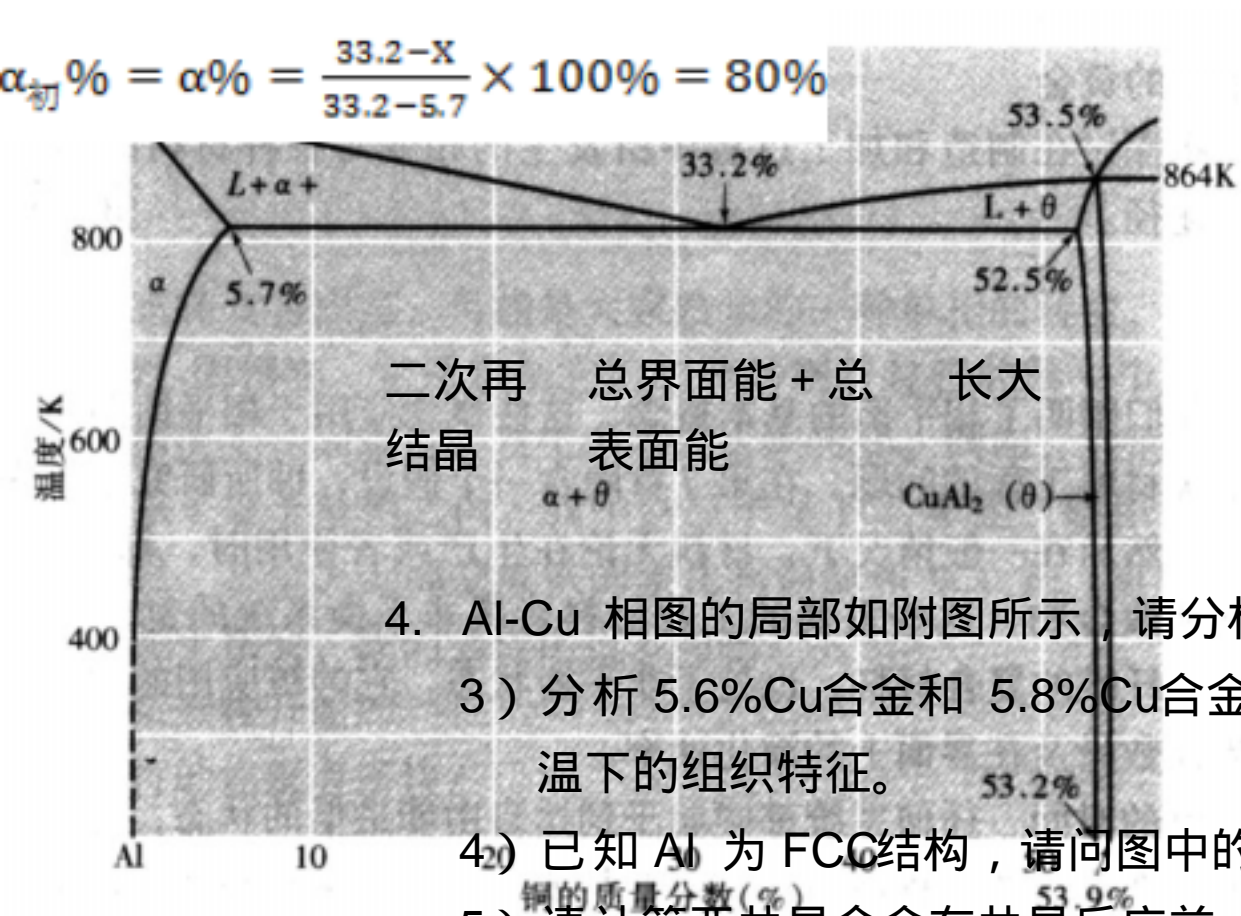 α初% = α% = 33.2−X / 33.2−5.7 × 100% = 80%
53.5%
33.2%
864K
L+α+
L + θ
800
α
5.7%
52.5%
二次再 总界面能 + 总 长大
结晶 表面能
温度/K
600
α + θ
CuAl₂ (θ)
4. Al-Cu 相图的局部如附图所示，请分析
400
3）分析 5.6%Cu合金和 5.8%Cu合金
温下的组织特征。
53.2%
4）已知 Al 为 FCC结构，请问图中的
Al 10 20 40
铜的质量分数(%)
53.9%